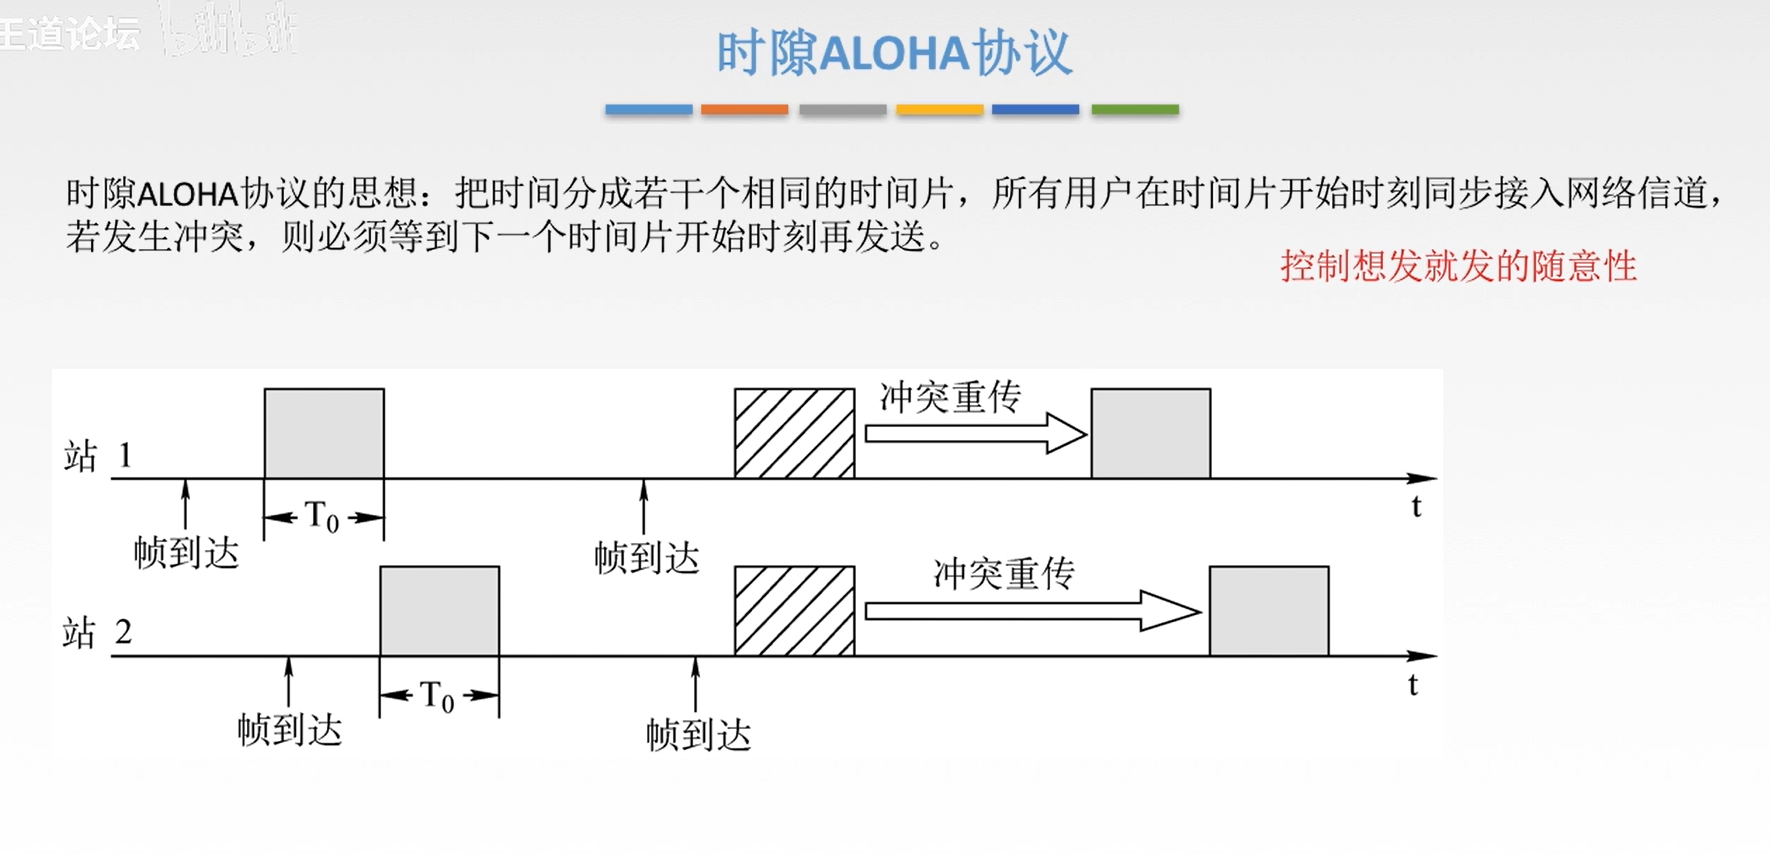 王道论坛 bilibili
时隙ALOHA协议
时隙ALOHA协议的思想：把时间分成若干个相同的时间片，所有用户在时间片开始时刻同步接入网络信道，
若发生冲突，则必须等到下一个时间片开始时刻再发送。
控制想发就发的随意性
冲突重传
站 1
T₀
t
帧到达
帧到达
冲突重传
站 2
T₀
t
帧到达
帧到达